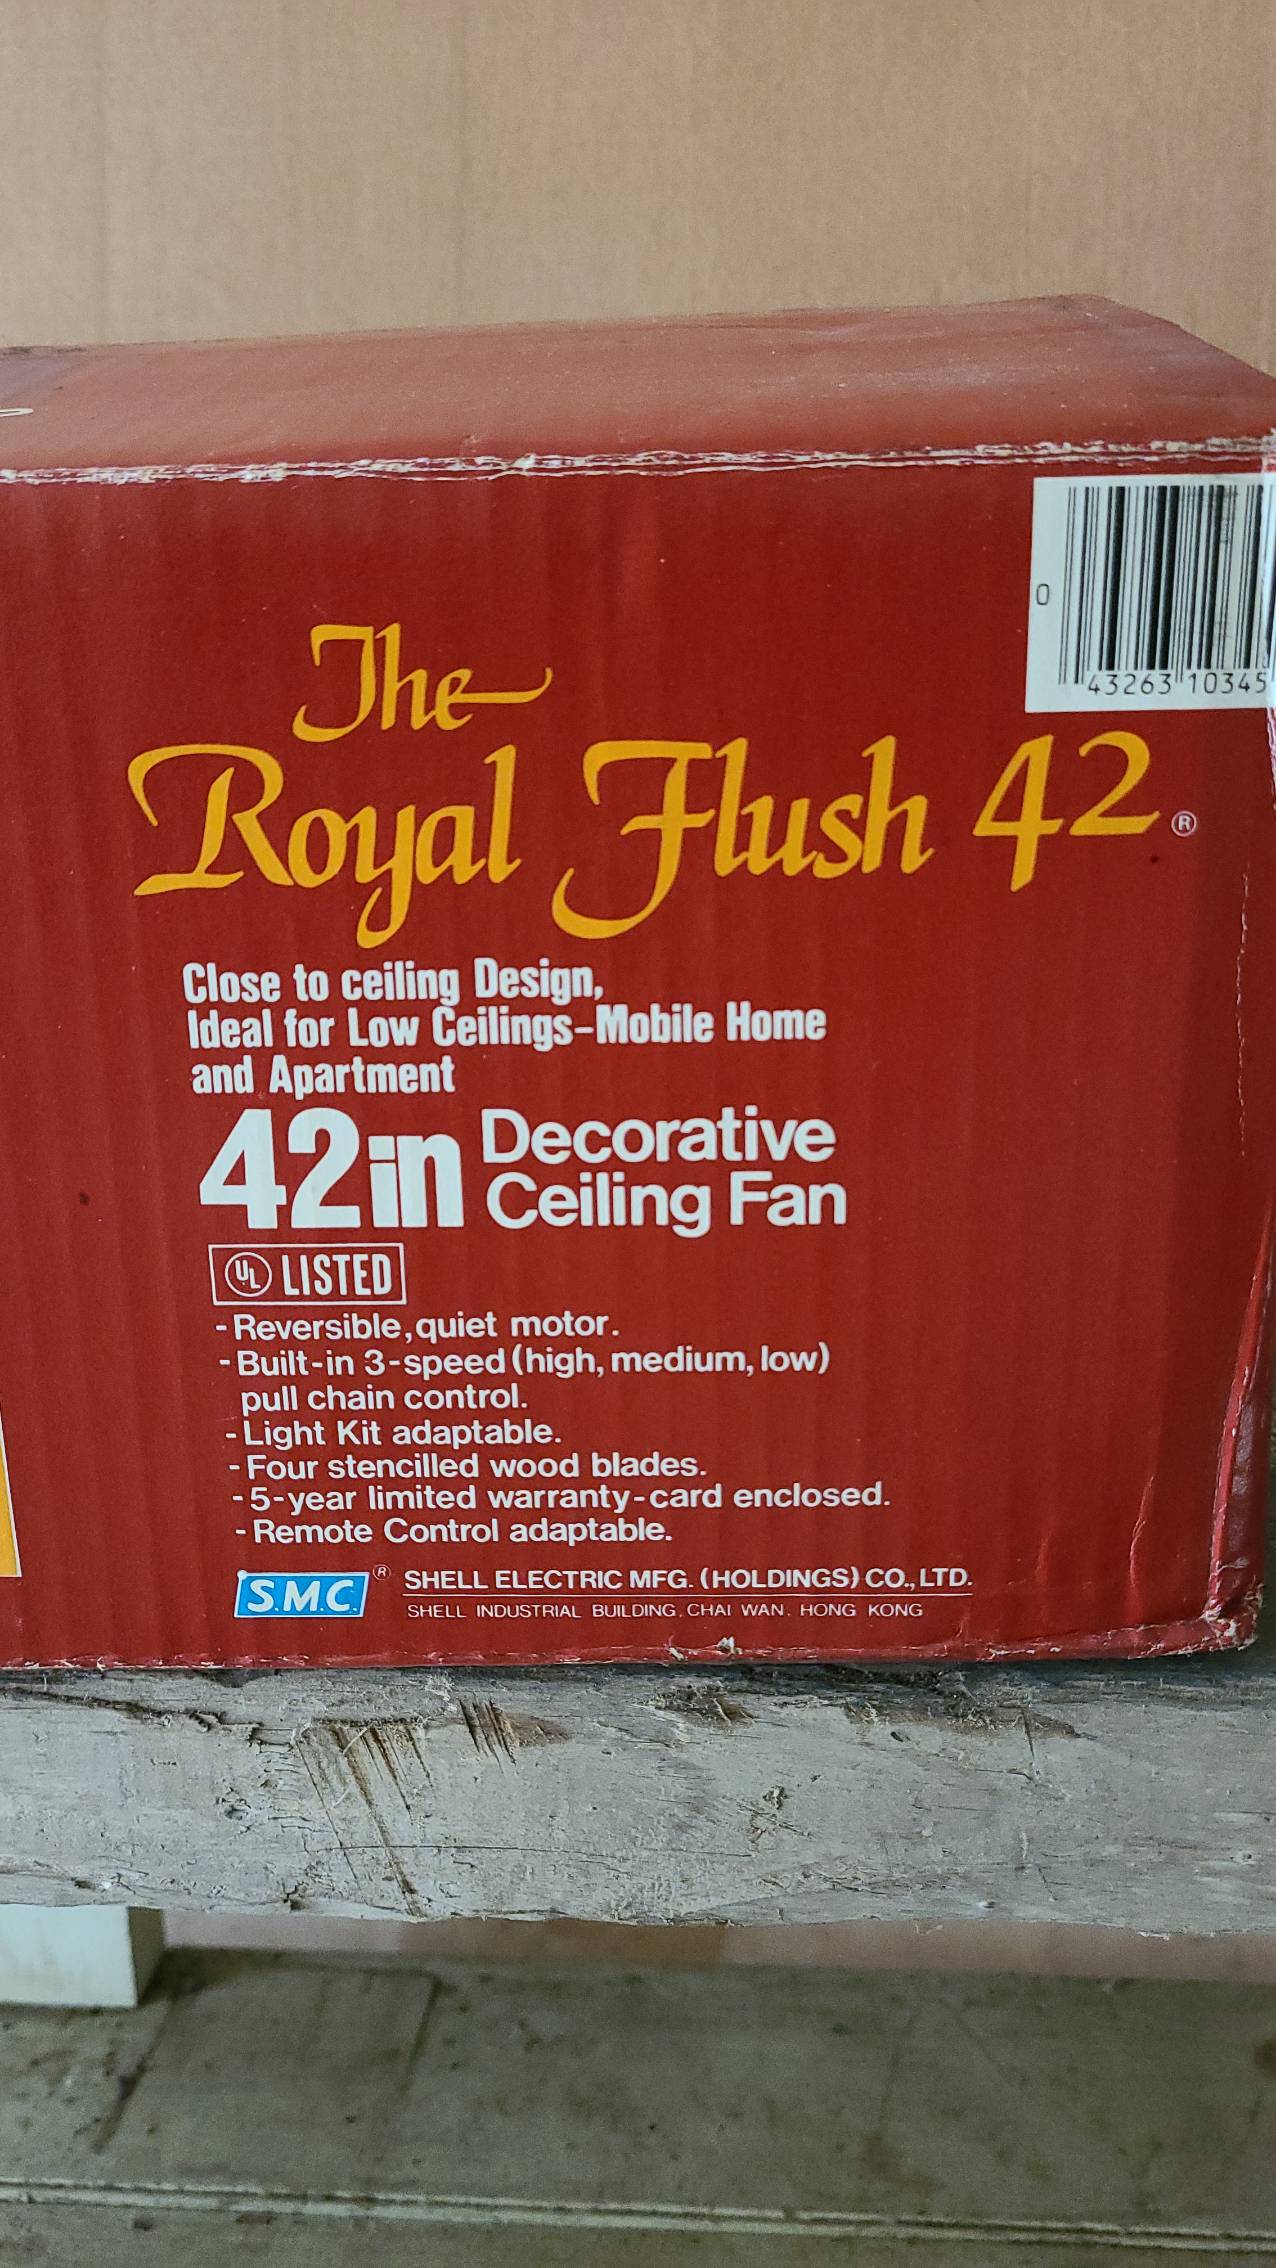 0
43263 10345
The
Royal Flush 42®
Close to ceiling Design,
Ideal for Low Ceilings-Mobile Home
and Apartment
42in Decorative
Ceiling Fan
UL LISTED
- Reversible, quiet motor.
- Built-in 3-speed (high, medium, low)
pull chain control.
- Light Kit adaptable.
- Four stencilled wood blades.
- 5-year limited warranty-card enclosed.
- Remote Control adaptable.
S.M.C.® SHELL ELECTRIC MFG. (HOLDINGS) CO., LTD.
SHELL INDUSTRIAL BUILDING, CHAI WAN, HONG KONG